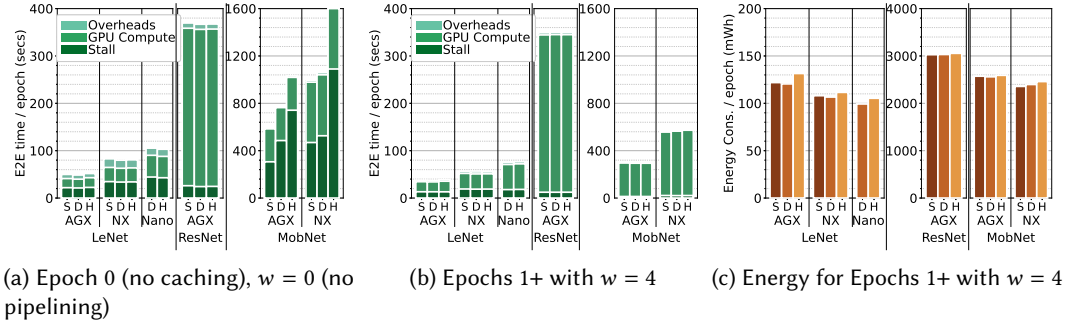 E2E time / epoch (secs)
400
300
200
100
0
Overheads
GPU Compute
Stall
S D H
AGX
S D H
NX
D H
Nano
LeNet
S D H
AGX
ResNet
1600
1200
800
400
0
S D H
AGX
S D H
NX
MobNet
(a) Epoch 0 (no caching), w = 0 (no
pipelining)
E2E time / epoch (secs)
400
300
200
100
0
Overheads
GPU Compute
Stall
S D H
AGX
S D H
NX
D H
Nano
LeNet
S D H
AGX
ResNet
1600
1200
800
400
0
S D H
AGX
S D H
NX
MobNet
(b) Epochs 1+ with w = 4
Energy Cons. / epoch (mWh)
200
150
100
50
0
S D H
AGX
S D H
NX
D H
Nano
LeNet
4000
3000
2000
1000
0
S D H
AGX
ResNet
S D H
AGX
S D H
NX
MobNet
(c) Energy for Epochs 1+ with w = 4